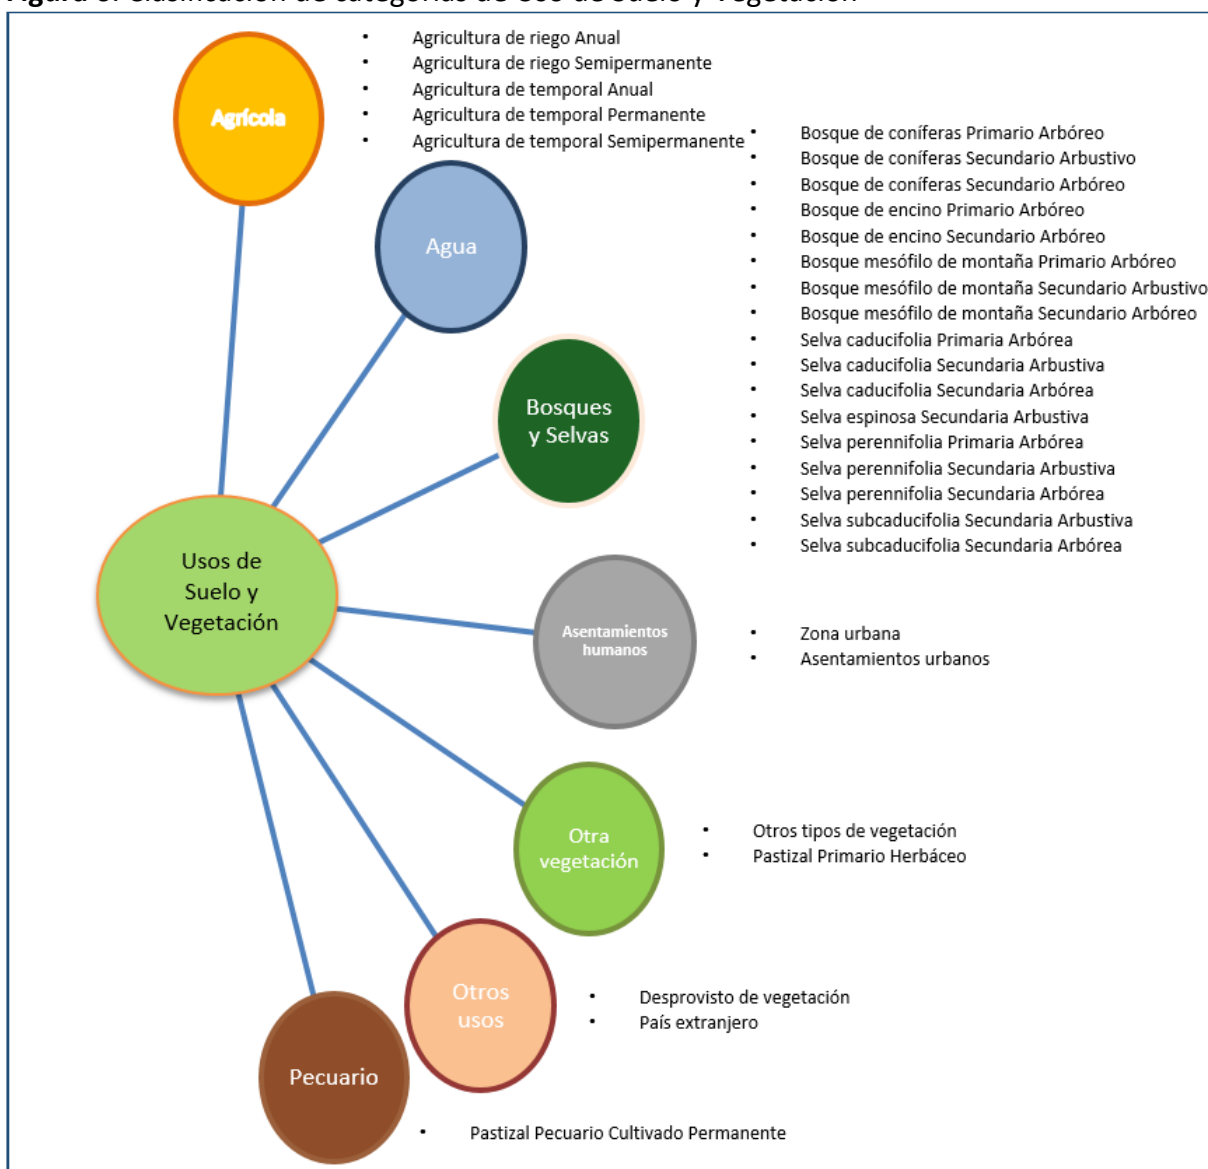 Usos de
Suelo y
Vegetación
Agrícola
• Agricultura de riego Anual
• Agricultura de riego Semipermanente
• Agricultura de temporal Anual
• Agricultura de temporal Permanente
• Agricultura de temporal Semipermanente
Agua
Bosques
y Selvas
• Bosque de coníferas Primario Arbóreo
• Bosque de coníferas Secundario Arbustivo
• Bosque de coníferas Secundario Arbóreo
• Bosque de encino Primario Arbóreo
• Bosque de encino Secundario Arbóreo
• Bosque mesófilo de montaña Primario Arbóreo
• Bosque mesófilo de montaña Secundario Arbustivo
• Bosque mesófilo de montaña Secundario Arbóreo
• Selva caducifolia Primaria Arbórea
• Selva caducifolia Secundaria Arbustiva
• Selva caducifolia Secundaria Arbórea
• Selva espinosa Secundaria Arbustiva
• Selva perennifolia Primaria Arbórea
• Selva perennifolia Secundaria Arbustiva
• Selva perennifolia Secundaria Arbórea
• Selva subcaducifolia Secundaria Arbustiva
• Selva subcaducifolia Secundaria Arbórea
Asentamientos
humanos
• Zona urbana
• Asentamientos urbanos
Otra
vegetación
• Otros tipos de vegetación
• Pastizal Primario Herbáceo
Otros
usos
• Desprovisto de vegetación
• País extranjero
Pecuario
• Pastizal Pecuario Cultivado Permanente